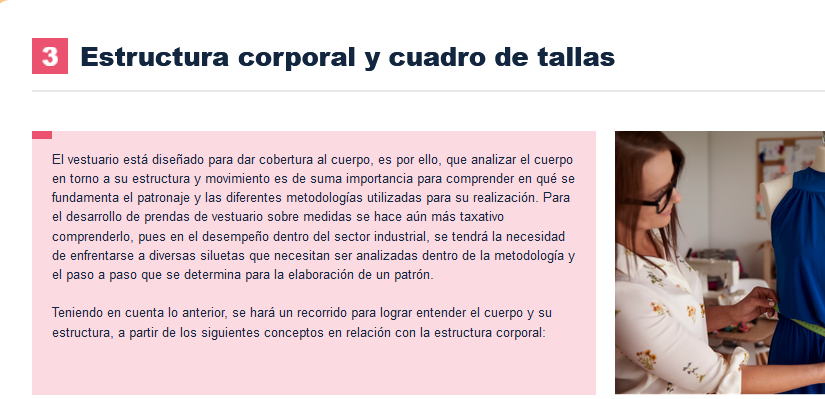 3 Estructura corporal y cuadro de tallas
El vestuario está diseñado para dar cobertura al cuerpo, es por ello, que analizar el cuerpo
en torno a su estructura y movimiento es de suma importancia para comprender en qué se
fundamenta el patronaje y las diferentes metodologías utilizadas para su realización. Para
el desarrollo de prendas de vestuario sobre medidas se hace aún más taxativo
comprenderlo, pues en el desempeño dentro del sector industrial, se tendrá la necesidad
de enfrentarse a diversas siluetas que necesitan ser analizadas dentro de la metodología y
el paso a paso que se determina para la elaboración de un patrón.
Teniendo en cuenta lo anterior, se hará un recorrido para lograr entender el cuerpo y su
estructura, a partir de los siguientes conceptos en relación con la estructura corporal: